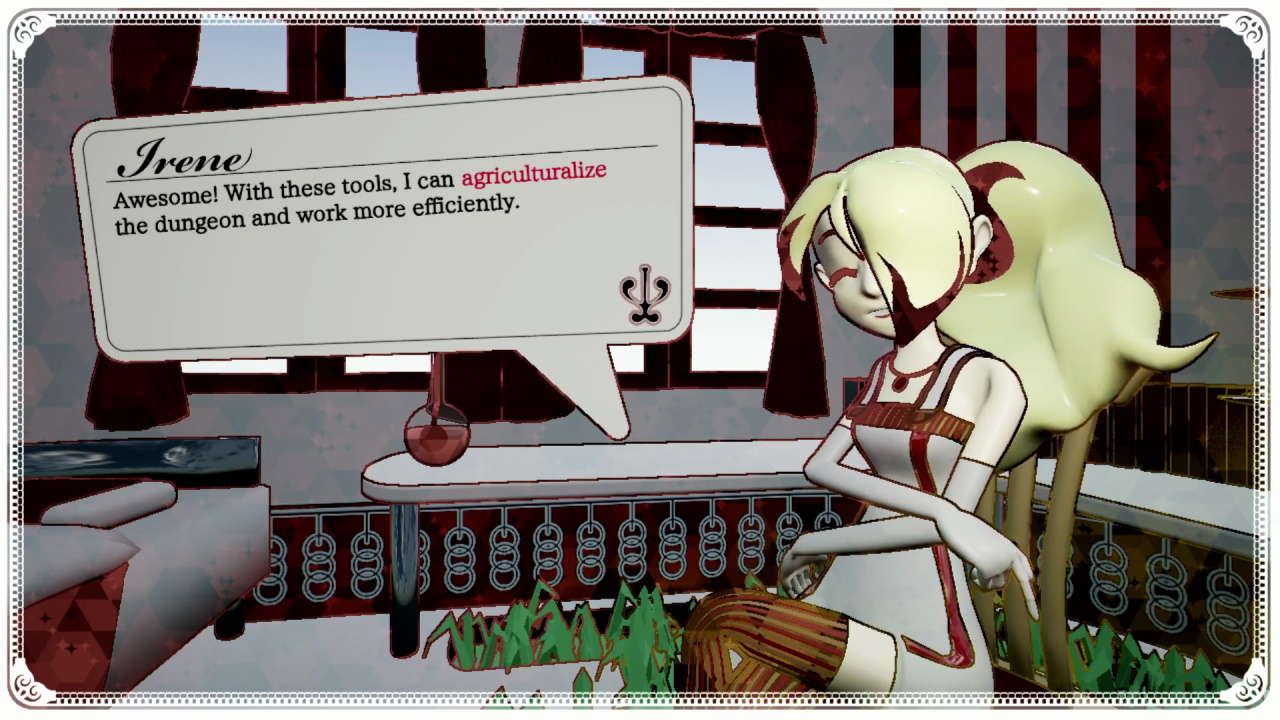 Irene
Awesome! With these tools, I can agriculturalize
the dungeon and work more efficiently.